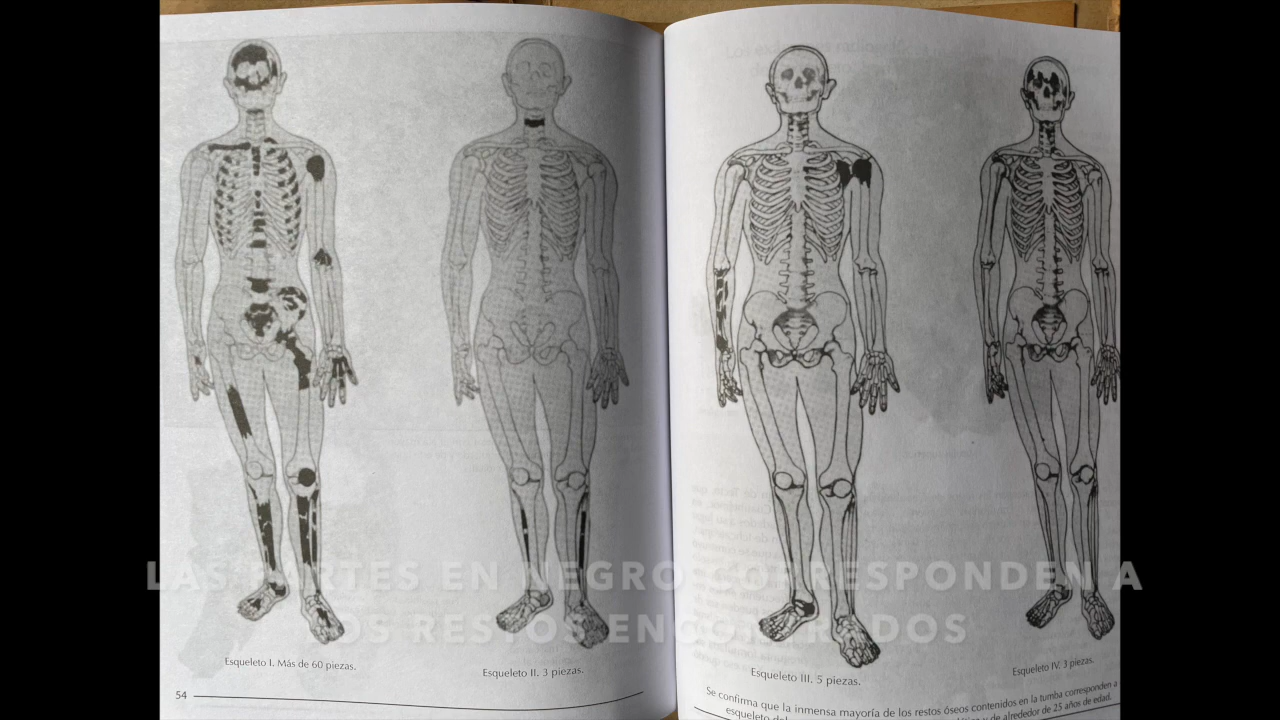 LAS PARTES EN NEGRO CORRESPONDEN A
LOS RESTOS ENCONTRADOS
Esqueleto I. Más de 60 piezas.
Esqueleto II. 3 piezas.
Esqueleto III. 5 piezas.
Esqueleto IV. 3 piezas.
54
Se confirma que la inmensa mayoría de los restos óseos contenidos en la tumba corresponden a
esqueleto y de alrededor de 25 años de edad.